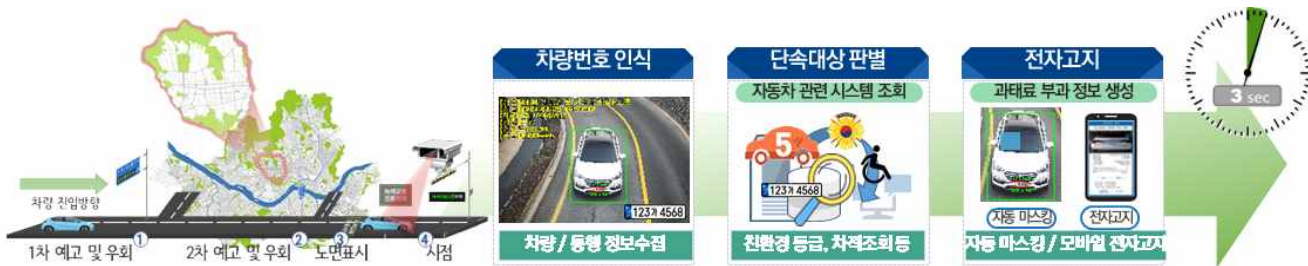 차량 진입방향
1차 예고 및 우회
①
2차 예고 및 우회
②
③
노면표시
④
시점
차량번호 인식
123가 4568
차량 / 통행 정보수집
단속대상 판별
자동차 관련 시스템 조회
5
123가 4568
친환경 등급, 차적조회 등
전자고지
과태료 부과 정보 생성
자동 마스킹
전자고지
자동 마스킹 / 모바일 전자고지
3 sec